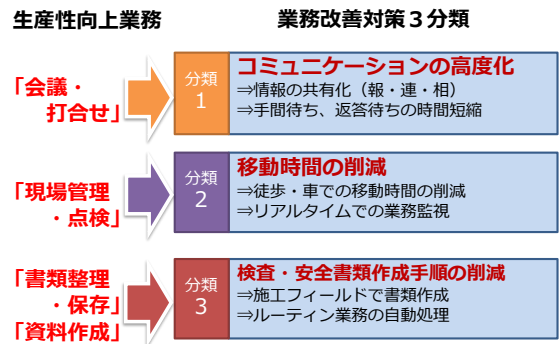 生産性向上業務
業務改善対策３分類
「会議・
打合せ」
分類
1
コミュニケーションの高度化
⇒情報の共有化（報・連・相）
⇒手間待ち、返答待ちの時間短縮
「現場管理
・点検」
分類
2
移動時間の削減
⇒徒歩・車での移動時間の削減
⇒リアルタイムでの業務監視
「書類整理
・保存」
「資料作成」
分類
3
検査・安全書類作成手順の削減
⇒施工フィールドで書類作成
⇒ルーティン業務の自動処理